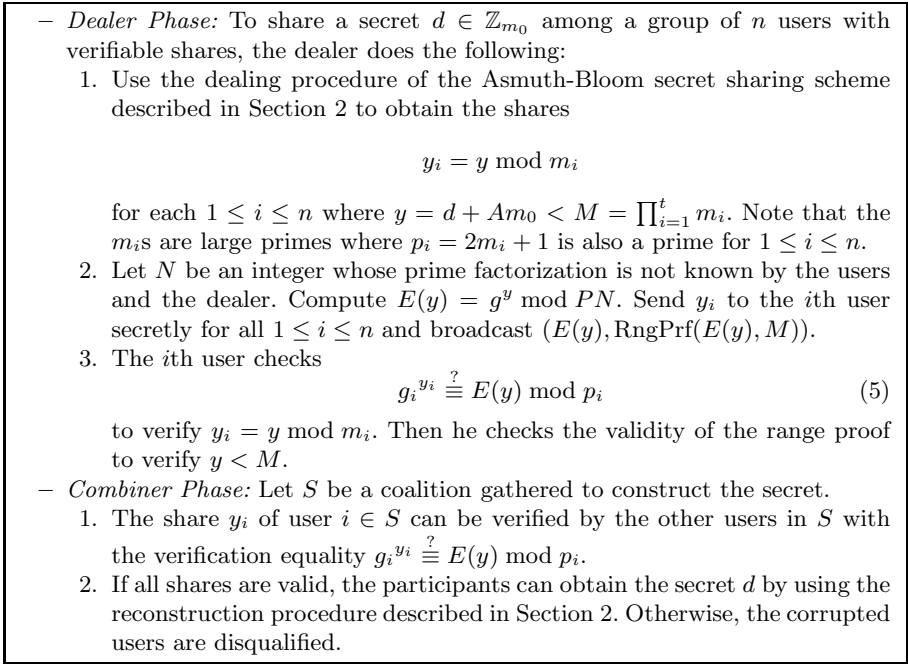 – Dealer Phase: To share a secret d ∈ ℤ_{m_0} among a group of n users with
verifiable shares, the dealer does the following:
1. Use the dealing procedure of the Asmuth-Bloom secret sharing scheme
described in Section 2 to obtain the shares
y_i = y mod m_i
for each 1 ≤ i ≤ n where y = d + Am_0 < M = ∏_{i=1}^{t} m_i. Note that the
m_is are large primes where p_i = 2m_i + 1 is also a prime for 1 ≤ i ≤ n.
2. Let N be an integer whose prime factorization is not known by the users
and the dealer. Compute E(y) = g^y mod PN. Send y_i to the ith user
secretly for all 1 ≤ i ≤ n and broadcast (E(y), RngPrf(E(y), M)).
3. The ith user checks
g_i^{y_i} ≟≡ E(y) mod p_i (5)
to verify y_i = y mod m_i. Then he checks the validity of the range proof
to verify y < M.
– Combiner Phase: Let S be a coalition gathered to construct the secret.
1. The share y_i of user i ∈ S can be verified by the other users in S with
the verification equality g_i^{y_i} ≟≡ E(y) mod p_i.
2. If all shares are valid, the participants can obtain the secret d by using the
reconstruction procedure described in Section 2. Otherwise, the corrupted
users are disqualified.